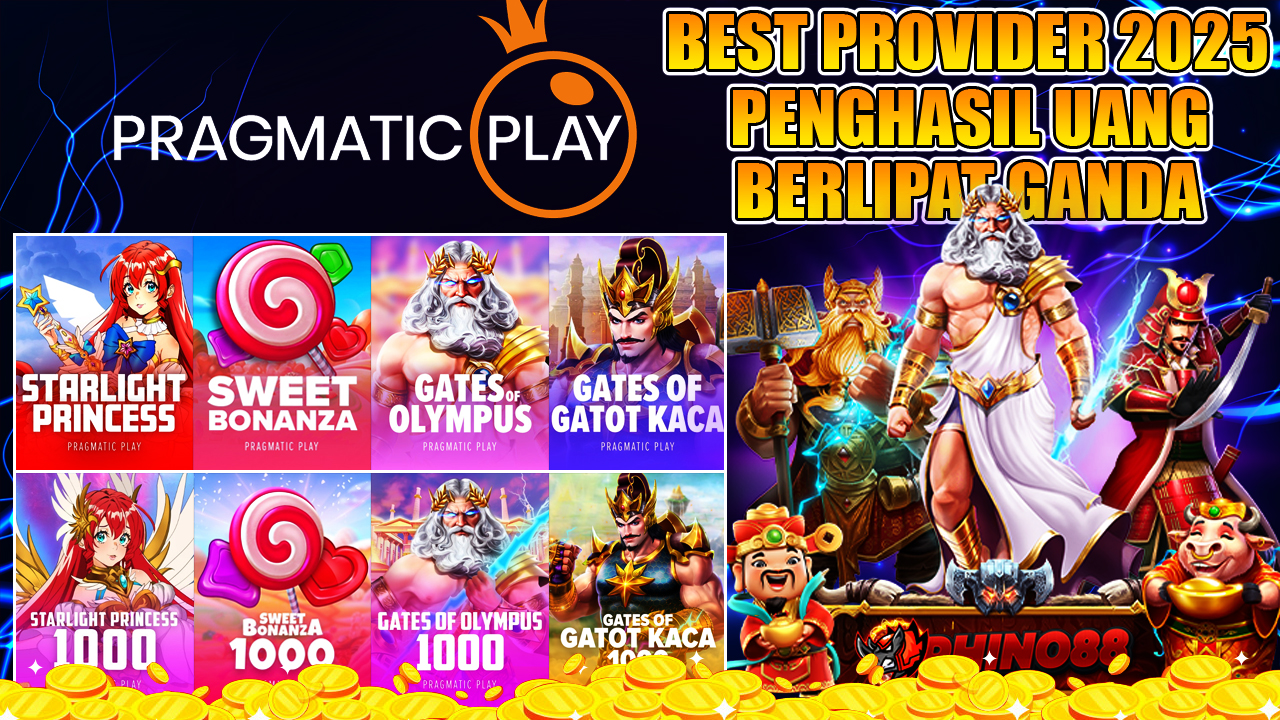 PRAGMATIC PLAY
BEST PROVIDER 2025
PENGHASIL UANG
BERLIPAT GANDA
STARLIGHT
PRINCESS
PRAGMATIC PLAY
SWEET
BONANZA
PRAGMATIC PLAY
GATES OF
OLYMPUS
PRAGMATIC PLAY
GATES OF
GATOT KACA
PRAGMATIC PLAY
STARLIGHT PRINCESS
1000
PLAY
SWEET
BONANZA
1000
GATES OF OLYMPUS
1000
PRAGMATIC PLAY
GATES OF
GATOT KACA
1000
RHINO88